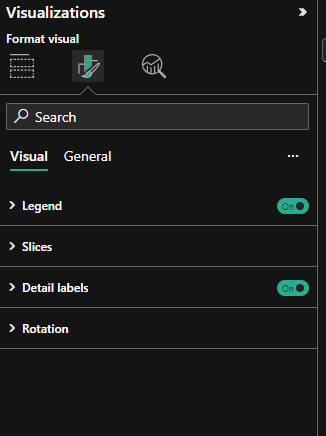 Visualizations
Format visual
Search
Visual General
Legend On
Slices
Detail labels On
Rotation